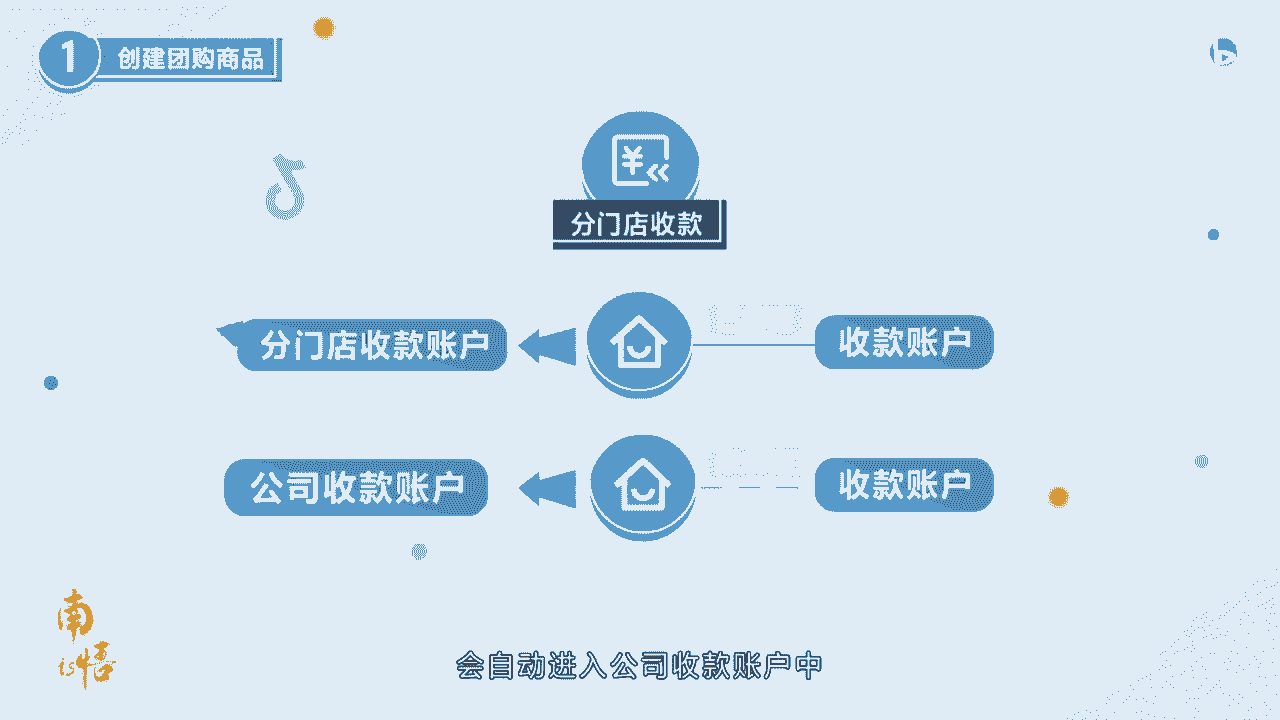 1 创建团购商品
分门店收款
分门店收款账户
收款账户
公司收款账户
收款账户
南
is悟
会自动进入公司收款账户中